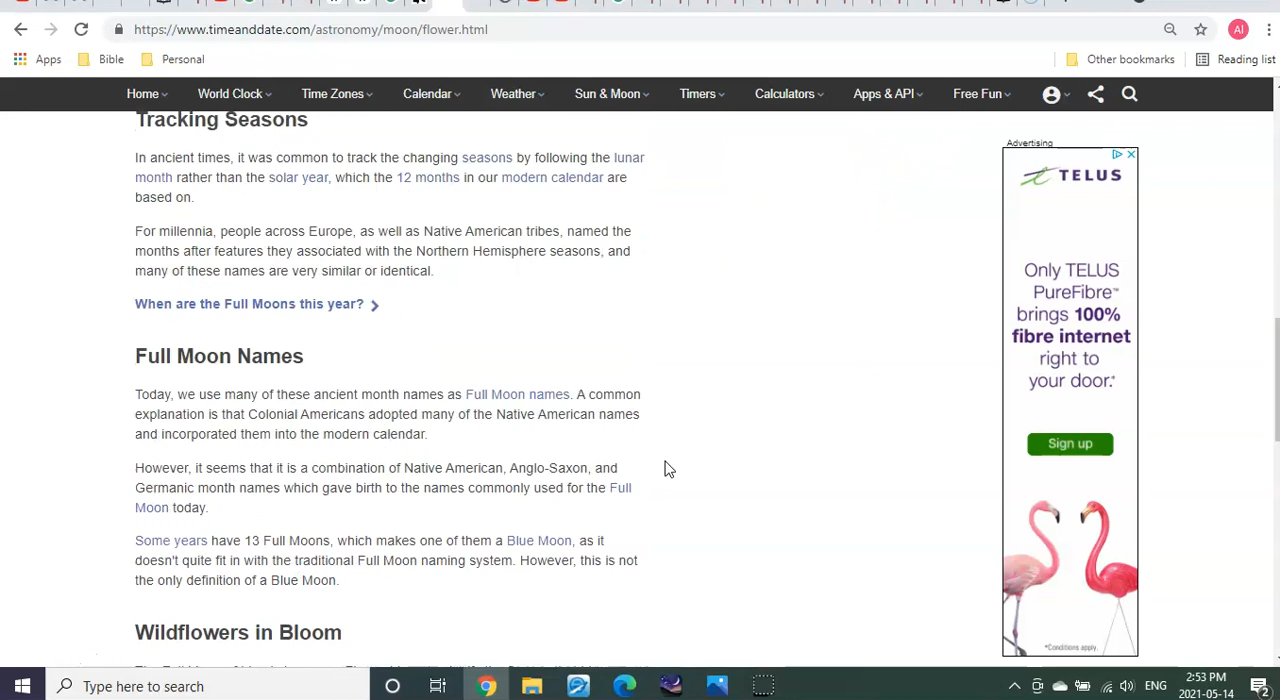 https://www.timeanddate.com/astronomy/moon/flower.html
Al
Apps Bible Personal Other bookmarks Reading list
Home World Clock Time Zones Calendar Weather Sun & Moon Timers Calculators Apps & API Free Fun
Tracking Seasons
In ancient times, it was common to track the changing seasons by following the lunar
month rather than the solar year, which the 12 months in our modern calendar are
based on.
For millennia, people across Europe, as well as Native American tribes, named the
months after features they associated with the Northern Hemisphere seasons, and
many of these names are very similar or identical.
When are the Full Moons this year?
Full Moon Names
Today, we use many of these ancient month names as Full Moon names. A common
explanation is that Colonial Americans adopted many of the Native American names
and incorporated them into the modern calendar.
However, it seems that it is a combination of Native American, Anglo-Saxon, and
Germanic month names which gave birth to the names commonly used for the Full
Moon today.
Some years have 13 Full Moons, which makes one of them a Blue Moon, as it
doesn't quite fit in with the traditional Full Moon naming system. However, this is not
the only definition of a Blue Moon.
Wildflowers in Bloom
Advertising
TELUS
Only TELUS
PureFibre™
brings 100%
fibre internet
right to
your door.*
Sign up
*Conditions apply.
Type here to search
ENG
2:53 PM
2021-05-14
2